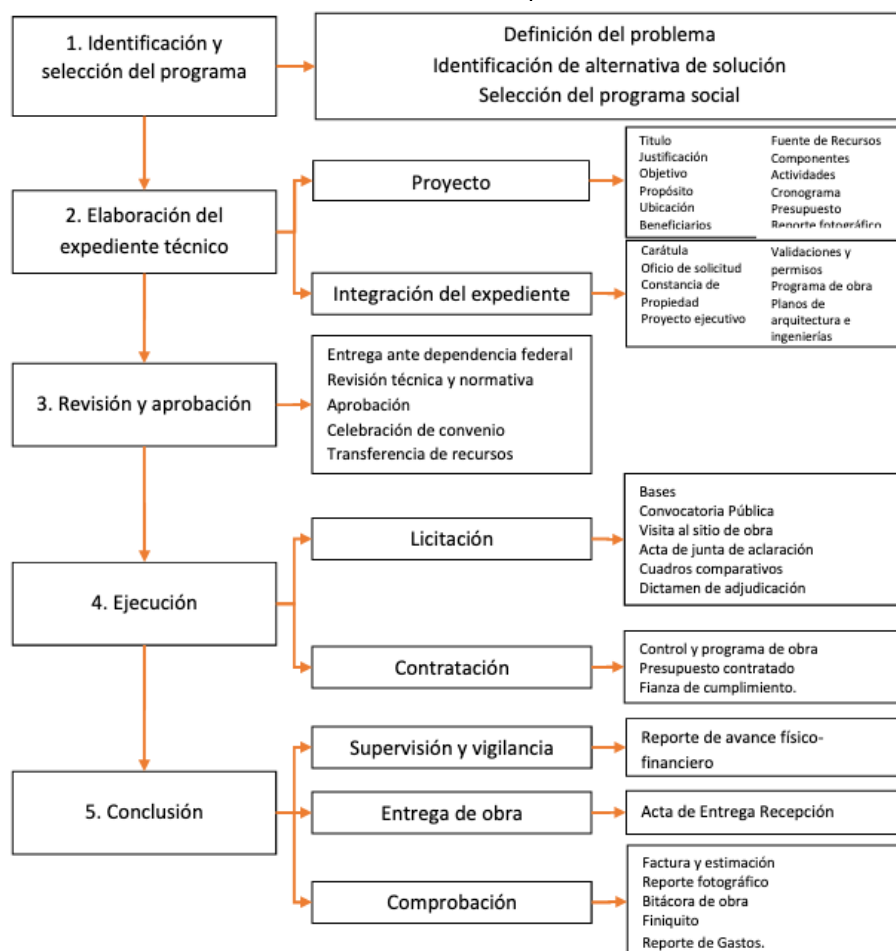 1. Identificación y
selección del programa
Definición del problema
Identificación de alternativa de solución
Selección del programa social
2. Elaboración del
expediente técnico
Proyecto
Titulo
Justificación
Objetivo
Propósito
Ubicación
Beneficiarios
Fuente de Recursos
Componentes
Actividades
Cronograma
Presupuesto
Reporte fotográfico
Integración del expediente
Carátula
Oficio de solicitud
Constancia de
Propiedad
Proyecto ejecutivo
Validaciones y
permisos
Programa de obra
Planos de
arquitectura e
ingenierías
3. Revisión y aprobación
Entrega ante dependencia federal
Revisión técnica y normativa
Aprobación
Celebración de convenio
Transferencia de recursos
4. Ejecución
Licitación
Bases
Convocatoria Pública
Visita al sitio de obra
Acta de junta de aclaración
Cuadros comparativos
Dictamen de adjudicación
Contratación
Control y programa de obra
Presupuesto contratado
Fianza de cumplimiento.
5. Conclusión
Supervisión y vigilancia
Reporte de avance físico-
financiero
Entrega de obra
Acta de Entrega Recepción
Comprobación
Factura y estimación
Reporte fotográfico
Bitácora de obra
Finiquito
Reporte de Gastos.